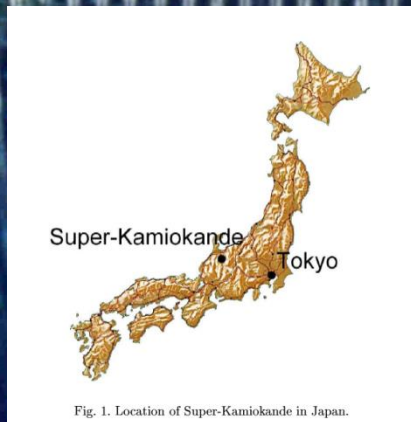 Super-Kamiokande
Tokyo
Fig. 1. Location of Super-Kamiokande in Japan.